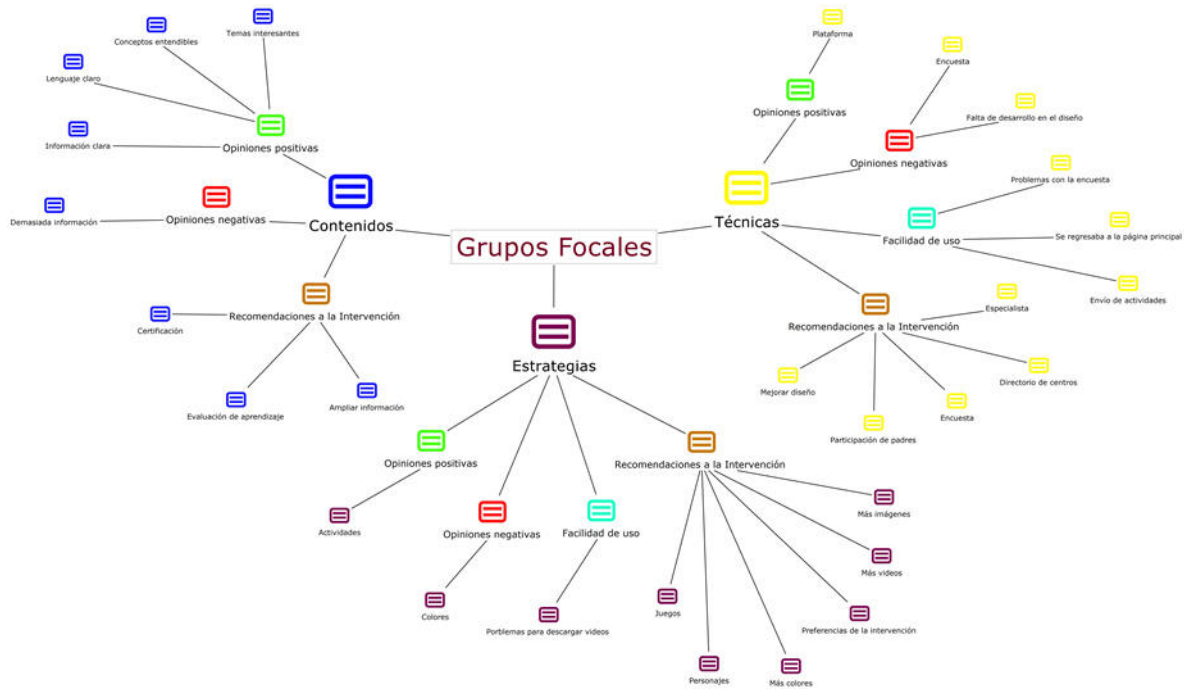 Grupos Focales
Contenidos
Opiniones positivas
Temas interesantes
Conceptos entendibles
Lenguaje claro
Información clara
Opiniones negativas
Demasiada información
Recomendaciones a la Intervención
Certificación
Evaluación de aprendizaje
Ampliar información
Estrategias
Opiniones positivas
Actividades
Opiniones negativas
Colores
Facilidad de uso
Porblemas para descargar videos
Recomendaciones a la Intervención
Juegos
Personajes
Más colores
Preferencias de la intervención
Más videos
Más imágenes
Técnicas
Opiniones positivas
Plataforma
Opiniones negativas
Encuesta
Falta de desarrollo en el diseño
Facilidad de uso
Problemas con la encuesta
Se regresaba a la página principal
Envío de actividades
Recomendaciones a la Intervención
Especialista
Directorio de centros
Encuesta
Participación de padres
Mejorar diseño